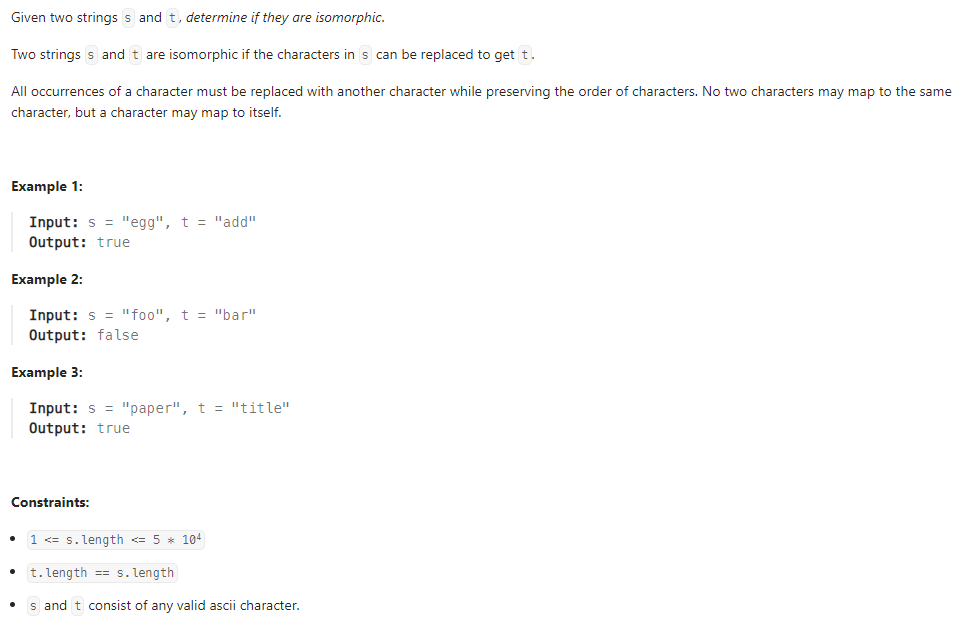 Given two strings s and t, determine if they are isomorphic.
Two strings s and t are isomorphic if the characters in s can be replaced to get t.
All occurrences of a character must be replaced with another character while preserving the order of characters. No two characters may map to the same
character, but a character may map to itself.
Example 1:
Input: s = "egg", t = "add"
Output: true
Example 2:
Input: s = "foo", t = "bar"
Output: false
Example 3:
Input: s = "paper", t = "title"
Output: true
Constraints:
• 1 <= s.length <= 5 * 10⁴
• t.length == s.length
• s and t consist of any valid ascii character.